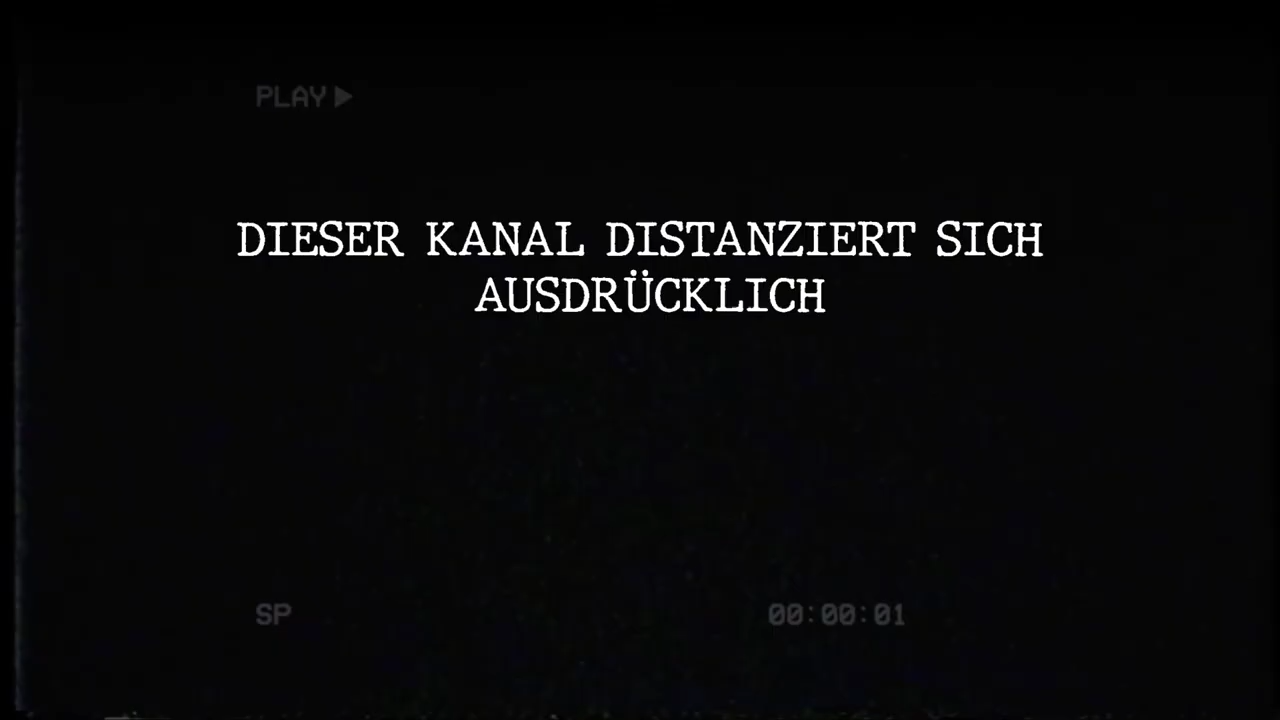 PLAY
DIESER KANAL DISTANZIERT SICH
AUSDRÜCKLICH
SP
00:00:01